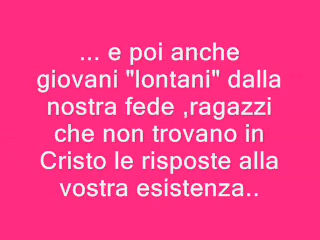 ... e poi anche
giovani "lontani" dalla
nostra fede ,ragazzi
che non trovano in
Cristo le risposte alla
vostra esistenza..